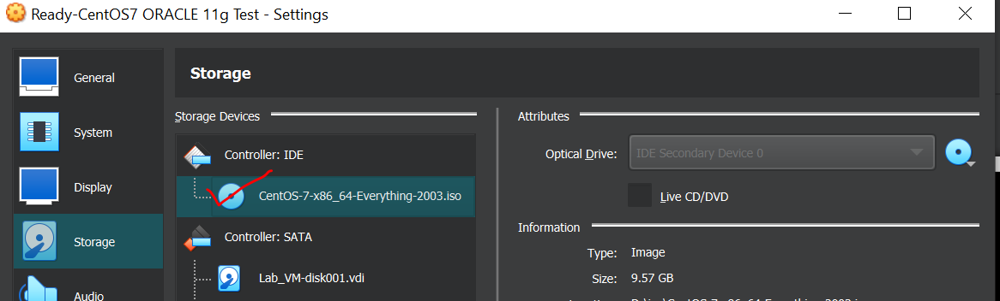 Ready-CentOS7 ORACLE 11g Test - Settings
General
System
Display
Storage
Audio
Storage
Storage Devices
Controller: IDE
CentOS-7-x86_64-Everything-2003.iso
Controller: SATA
Lab_VM-disk001.vdi
Attributes
Optical Drive: IDE Secondary Device 0
Live CD/DVD
Information
Type: Image
Size: 9.57 GB